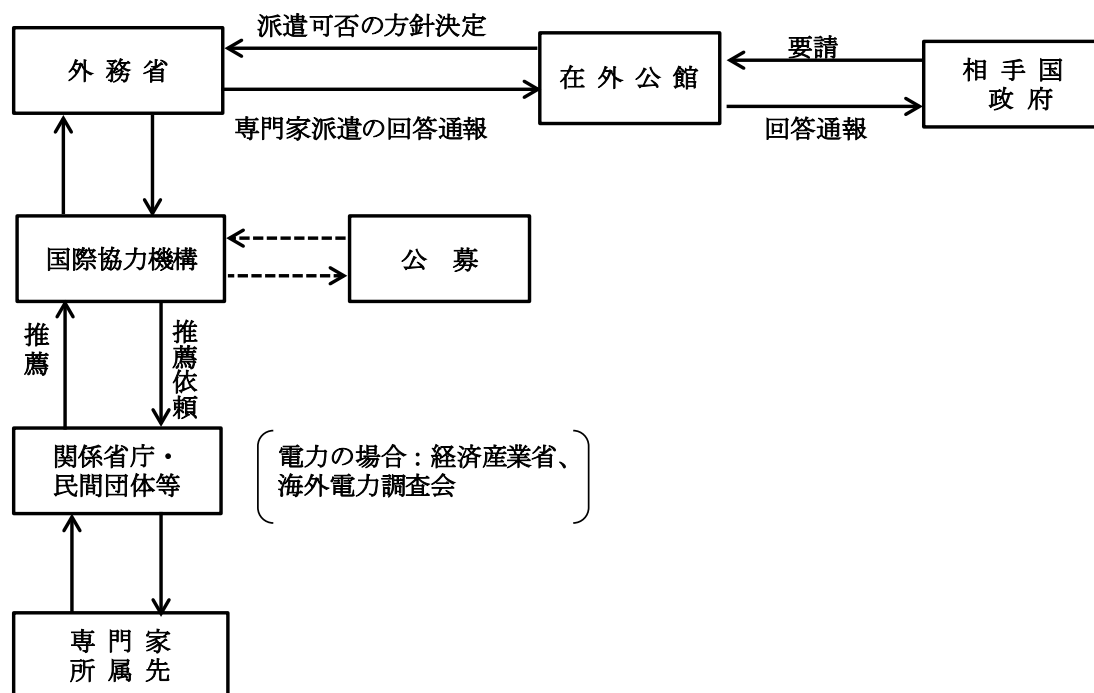 派遣可否の方針決定
外 務 省
在 外 公 館
要請
相 手 国
政 府
専門家派遣の回答通報
回答通報
国際協力機構
公 募
推薦
推薦依頼
関係省庁・
民間団体等
電力の場合：経済産業省、
海外電力調査会
専 門 家
所 属 先